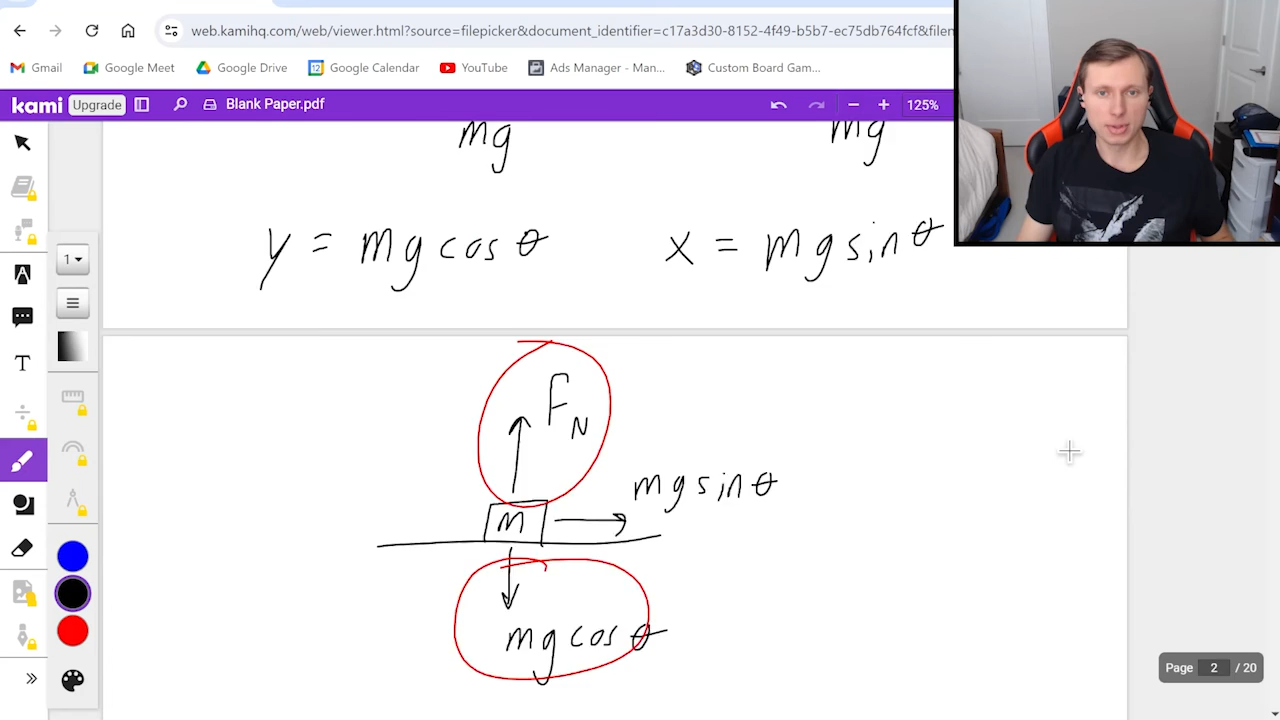 web.kamihq.com/web/viewer.html?source=filepicker&document_identifier=c17a3d30-8152-4f49-b5b7-ec75db764fcf&filen
Gmail Google Meet Google Drive Google Calendar YouTube Ads Manager - Man... Custom Board Gam...
kami Upgrade Blank Paper.pdf 125%
mg mg
y = mg cos θ x = mg sin θ
1
F_N
mg sin θ
m
mg cos θ
Page 2 / 20